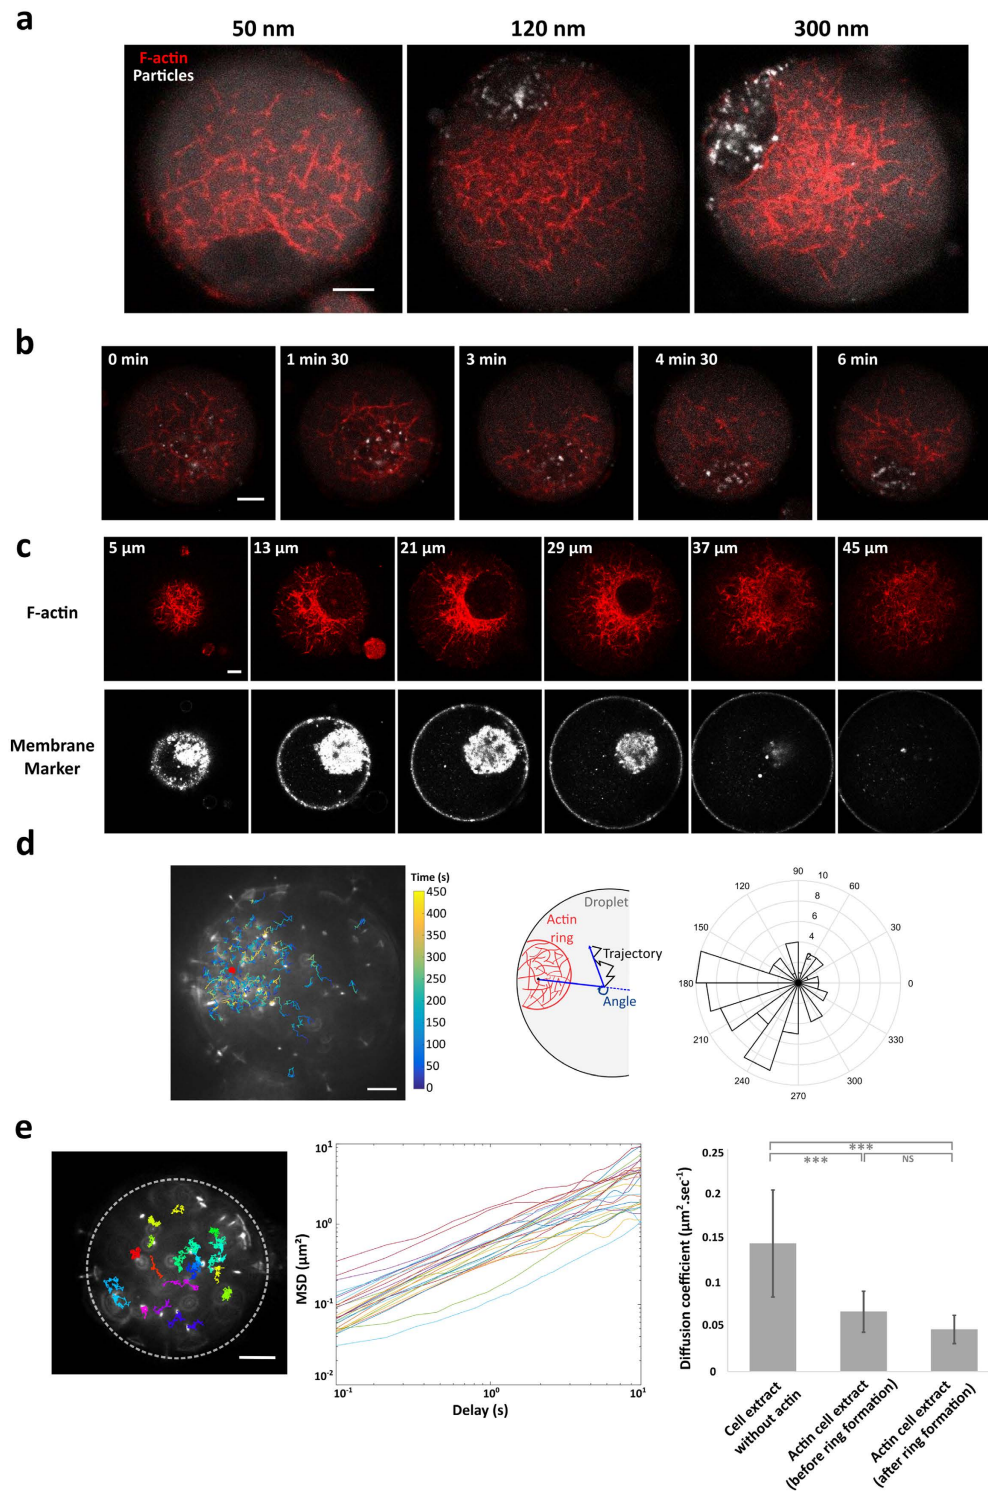 a
50 nm 120 nm 300 nm
F-actin
Particles
b
0 min 1 min 30 3 min 4 min 30 6 min
c
5 µm 13 µm 21 µm 29 µm 37 µm 45 µm
F-actin
Membrane
Marker
d
Time (s)
450
400
350
300
250
200
150
100
50
0
Droplet
Actin
ring
Trajectory
Angle
90
120 10 60
8
6
150 4 30
2
180 0
210 330
240 300
270
e
10¹
10⁰
10⁻¹
10⁻²
MSD (µm²)
10⁻¹ 10⁰ 10¹
Delay (s)
***
*** NS
0.25
0.2
0.15
0.1
0.05
0
Diffusion coefficient (µm².sec⁻¹)
Cell extract
without actin
Actin cell extract
(before ring formation)
Actin cell extract
(after ring formation)